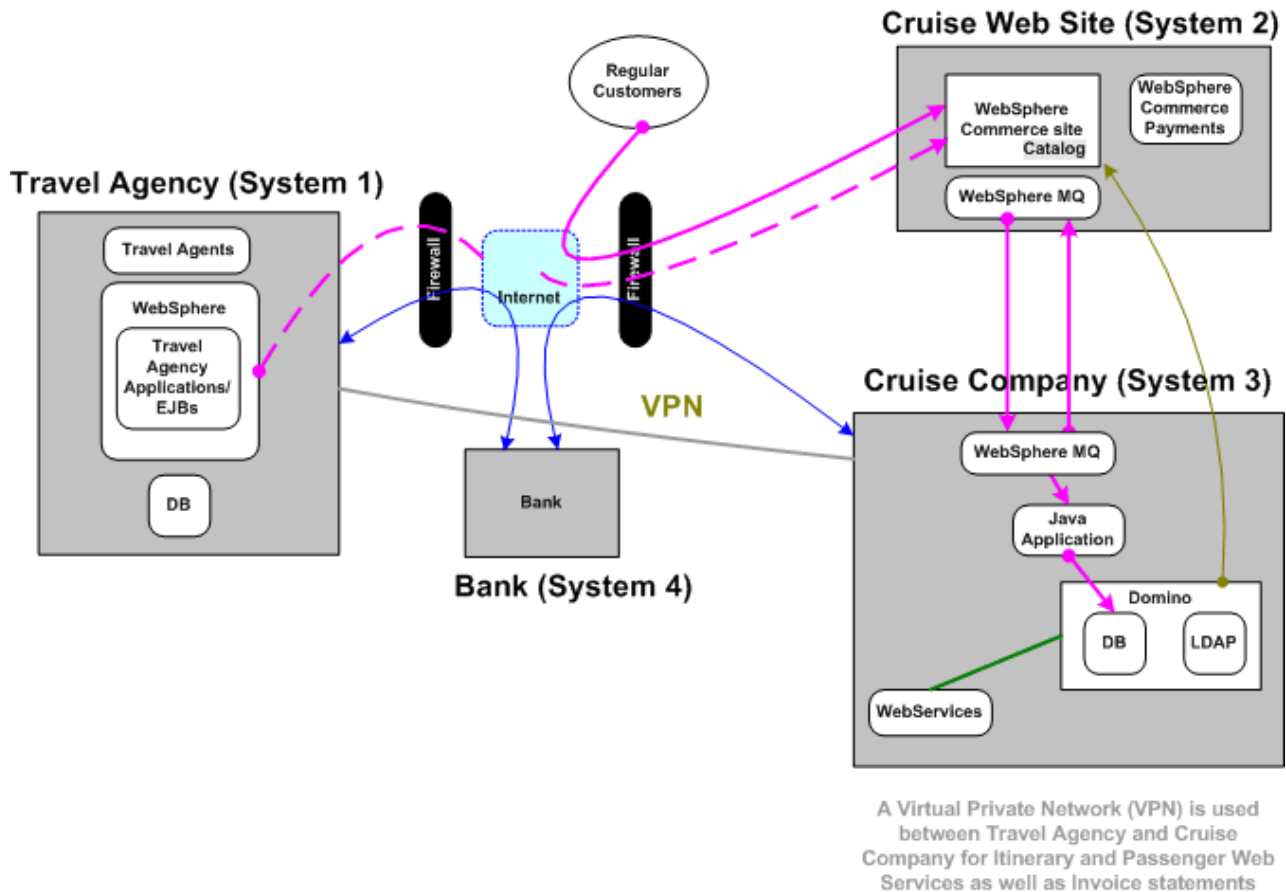 Cruise Web Site (System 2)
Regular
Customers
WebSphere
Commerce site
Catalog
WebSphere
Commerce
Payments
WebSphere MQ
Travel Agency (System 1)
Travel Agents
WebSphere
Travel
Agency
Applications/
EJBs
DB
Firewall
Internet
Firewall
VPN
Bank
Bank (System 4)
Cruise Company (System 3)
WebSphere MQ
Java
Application
Domino
DB
LDAP
WebServices
A Virtual Private Network (VPN) is used
between Travel Agency and Cruise
Company for Itinerary and Passenger Web
Services as well as Invoice statements